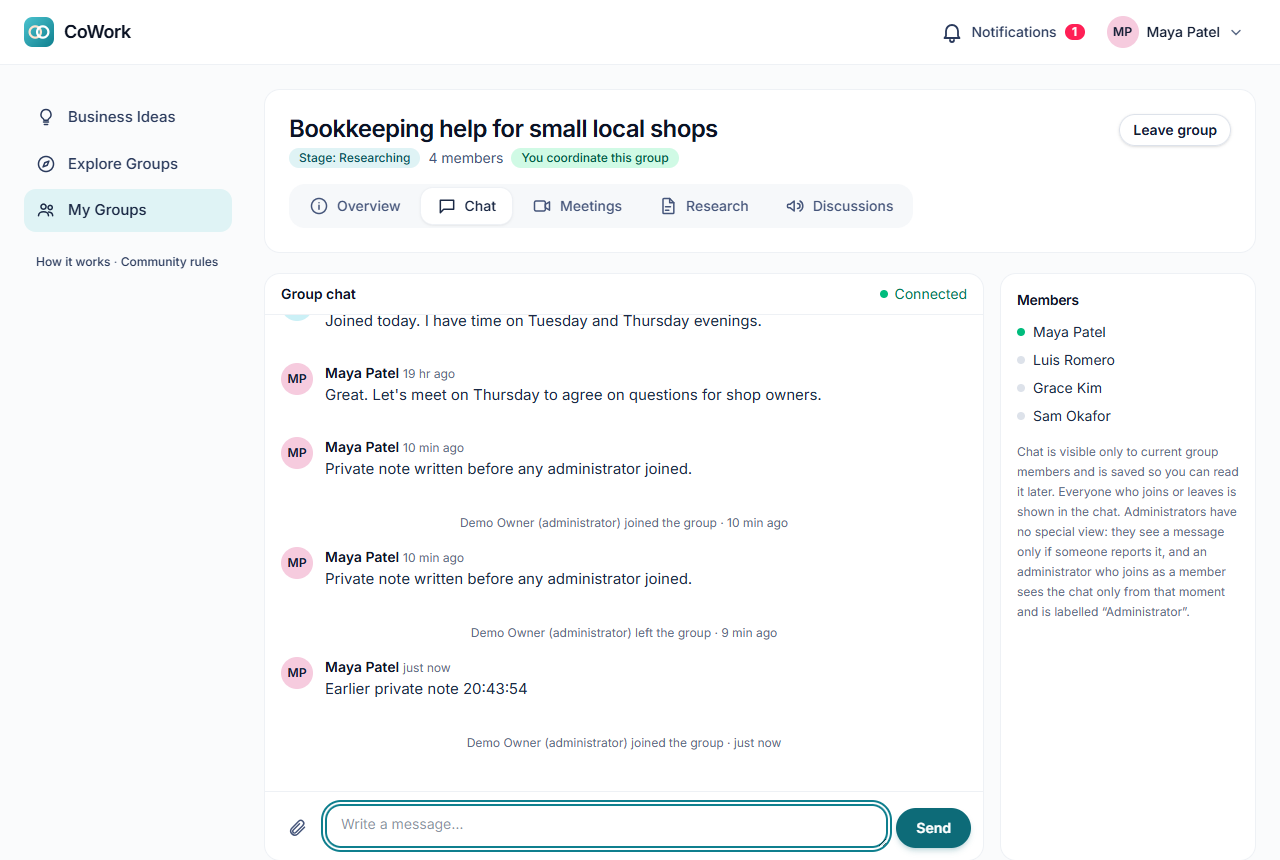 CoWork
Notifications 1
MP Maya Patel
Business Ideas
Explore Groups
My Groups
How it works · Community rules
Bookkeeping help for small local shops
Leave group
Stage: Researching 4 members You coordinate this group
Overview Chat Meetings Research Discussions
Group chat
Connected
Joined today. I have time on Tuesday and Thursday evenings.
MP Maya Patel 19 hr ago
Great. Let's meet on Thursday to agree on questions for shop owners.
MP Maya Patel 10 min ago
Private note written before any administrator joined.
Demo Owner (administrator) joined the group · 10 min ago
MP Maya Patel 10 min ago
Private note written before any administrator joined.
Demo Owner (administrator) left the group · 9 min ago
MP Maya Patel just now
Earlier private note 20:43:54
Demo Owner (administrator) joined the group · just now
Write a message...
Send
Members
Maya Patel
Luis Romero
Grace Kim
Sam Okafor
Chat is visible only to current group
members and is saved so you can read
it later. Everyone who joins or leaves is
shown in the chat. Administrators have
no special view: they see a message
only if someone reports it, and an
administrator who joins as a member
sees the chat only from that moment
and is labelled “Administrator”.